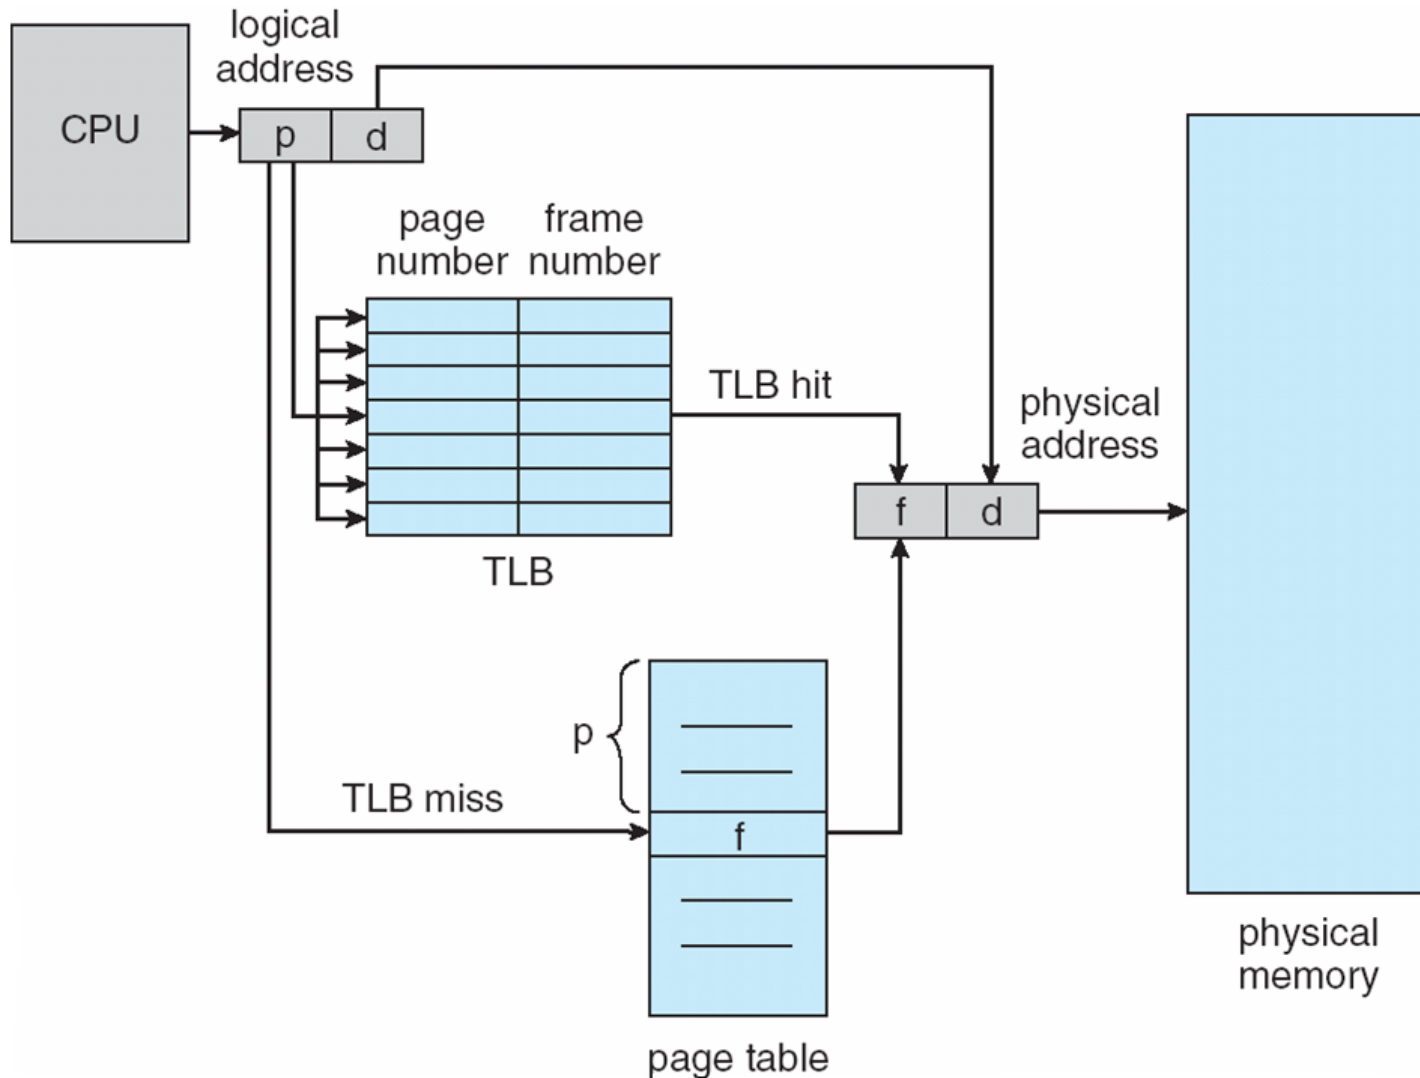 logical
address
CPU
p
d
page
number
frame
number
TLB hit
physical
address
f
d
TLB
p
TLB miss
f
physical
memory
page table